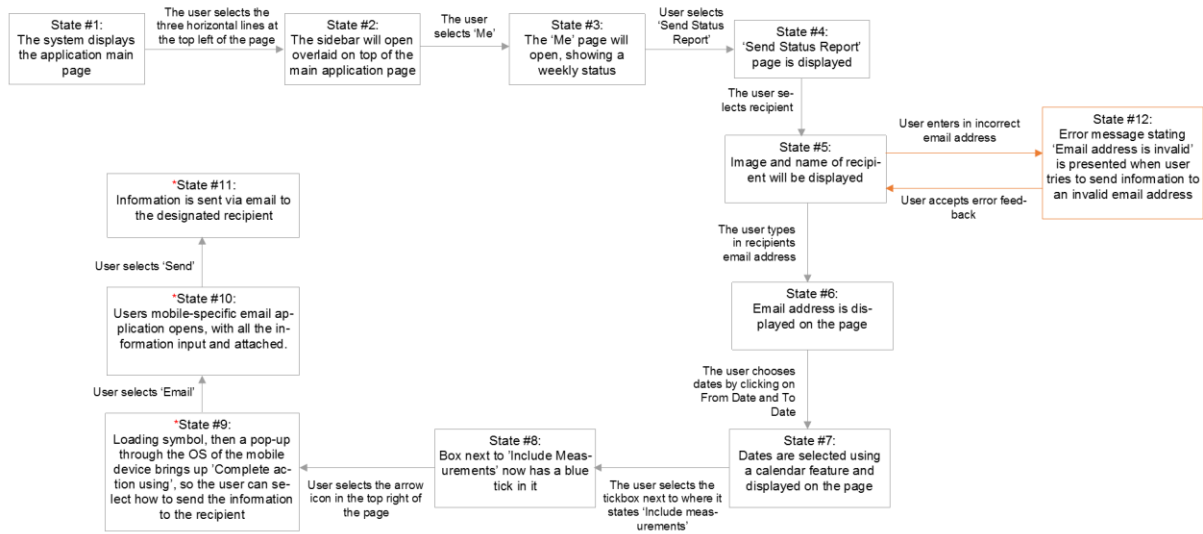 State #1:
The system displays
the application main
page
The user selects the
three horizontal lines at
the top left of the page
State #2:
The sidebar will open
overlaid on top of the
main application page
The user
selects ‘Me’
State #3:
The ‘Me’ page will
open, showing a
weekly status
User selects
‘Send Status
Report’
State #4:
‘Send Status Report’
page is displayed
The user se-
lects recipient
State #5:
Image and name of recipi-
ent will be displayed
User enters in incorrect
email address
State #12:
Error message stating
‘Email address is invalid’
is presented when user
tries to send information to
an invalid email address
User accepts error feed-
back
The user types
in recipients
email address
State #6:
Email address is dis-
played on the page
The user chooses
dates by clicking on
From Date and To
Date
State #7:
Dates are selected using
a calendar feature and
displayed on the page
The user selects the
tickbox next to where it
states ‘Include meas-
urements’
State #8:
Box next to ‘Include Meas-
urements’ now has a blue
tick in it
User selects the arrow
icon in the top right of
the page
*State #9:
Loading symbol, then a pop-up
through the OS of the mobile
device brings up ’Complete ac-
tion using’, so the user can se-
lect how to send the information
to the recipient
User selects ‘Email’
*State #10:
Users mobile-specific email ap-
plication opens, with all the in-
formation input and attached.
User selects ‘Send’
*State #11:
Information is sent via email to
the designated recipient